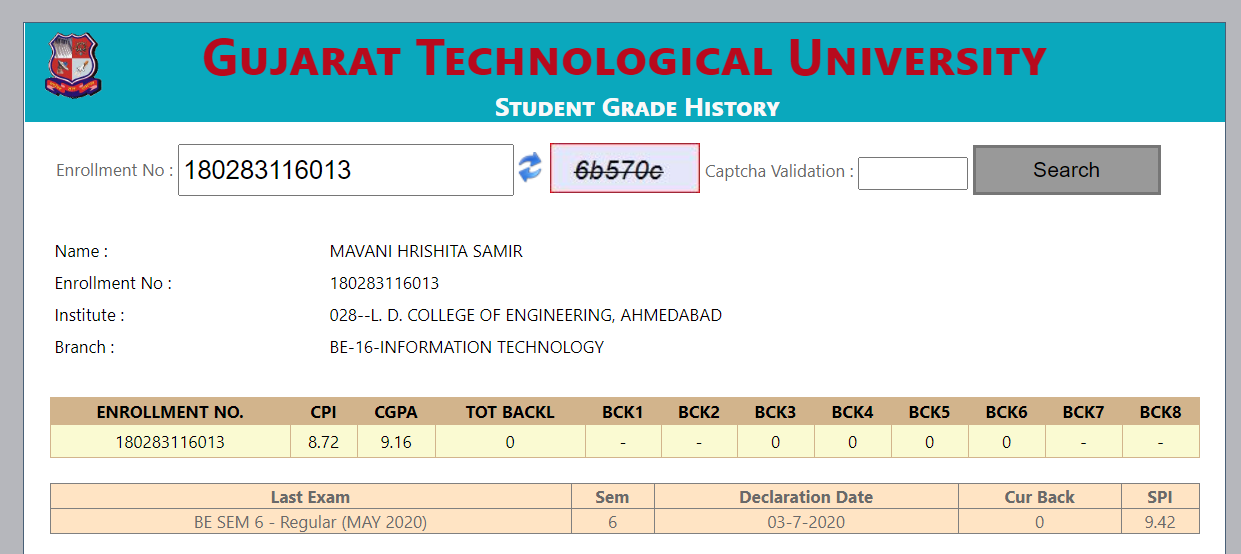 GUJARAT TECHNOLOGICAL UNIVERSITY
STUDENT GRADE HISTORY
Enrollment No : 180283116013 6b570c Captcha Validation : Search
Name : MAVANI HRISHITA SAMIR
Enrollment No : 180283116013
Institute : 028--L. D. COLLEGE OF ENGINEERING, AHMEDABAD
Branch : BE-16-INFORMATION TECHNOLOGY
ENROLLMENT NO. CPI CGPA TOT BACKL BCK1 BCK2 BCK3 BCK4 BCK5 BCK6 BCK7 BCK8
180283116013 8.72 9.16 0 - - 0 0 0 0 - -
Last Exam Sem Declaration Date Cur Back SPI
BE SEM 6 - Regular (MAY 2020) 6 03-7-2020 0 9.42